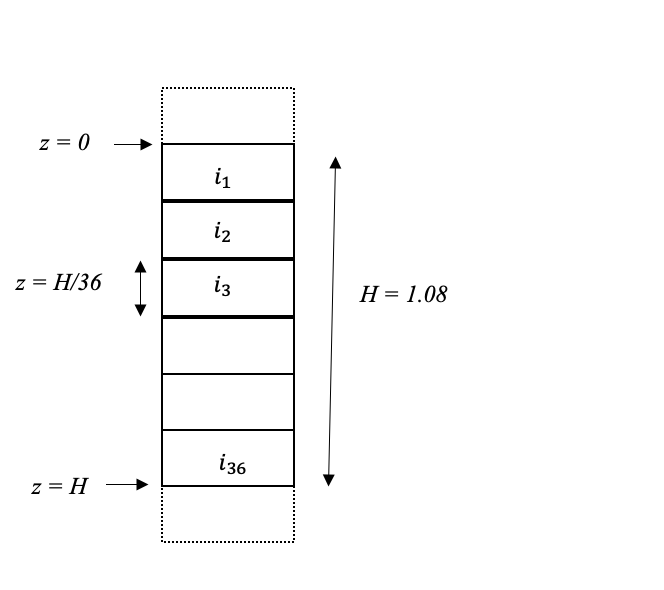 z = 0
i₁
i₂
z = H/36
i₃
H = 1.08
i₃₆
z = H